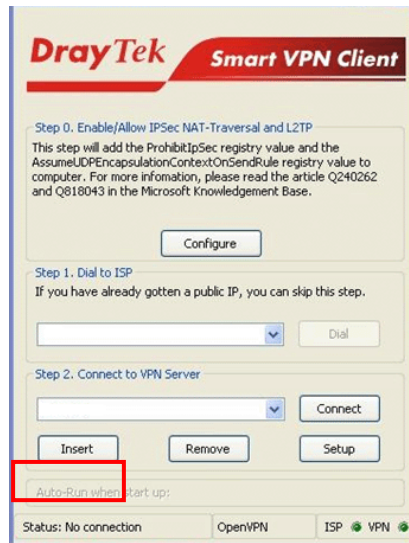 DrayTek Smart VPN Client
Step 0. Enable/Allow IPSec NAT-Traversal and L2TP
This step will add the ProhibitIpSec registry value and the
AssumeUDPEncapsulationContextOnSendRule registry value to
computer. For more infomation, please read the article Q240262
and Q818043 in the Microsoft Knowledgement Base.
Configure
Step 1. Dial to ISP
If you have already gotten a public IP, you can skip this step.
Dial
Step 2. Connect to VPN Server
Connect
Insert Remove Setup
Auto-Run when start up:
Status: No connection OpenVPN ISP VPN